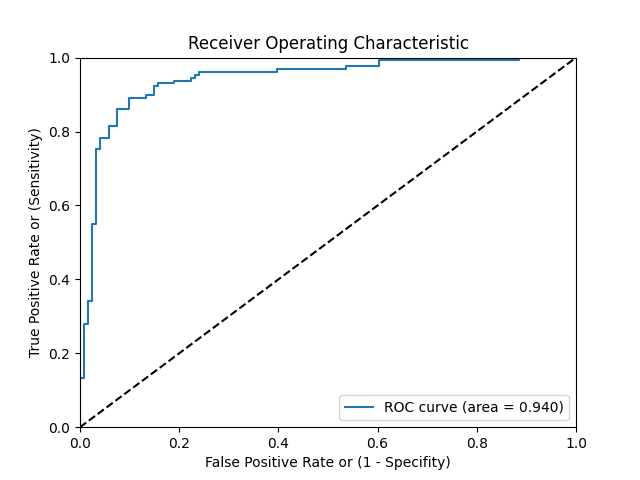 Receiver Operating Characteristic
True Positive Rate or (Sensitivity)
1.0
0.8
0.6
0.4
0.2
0.0
ROC curve (area = 0.940)
0.0 0.2 0.4 0.6 0.8 1.0
False Positive Rate or (1 - Specifity)